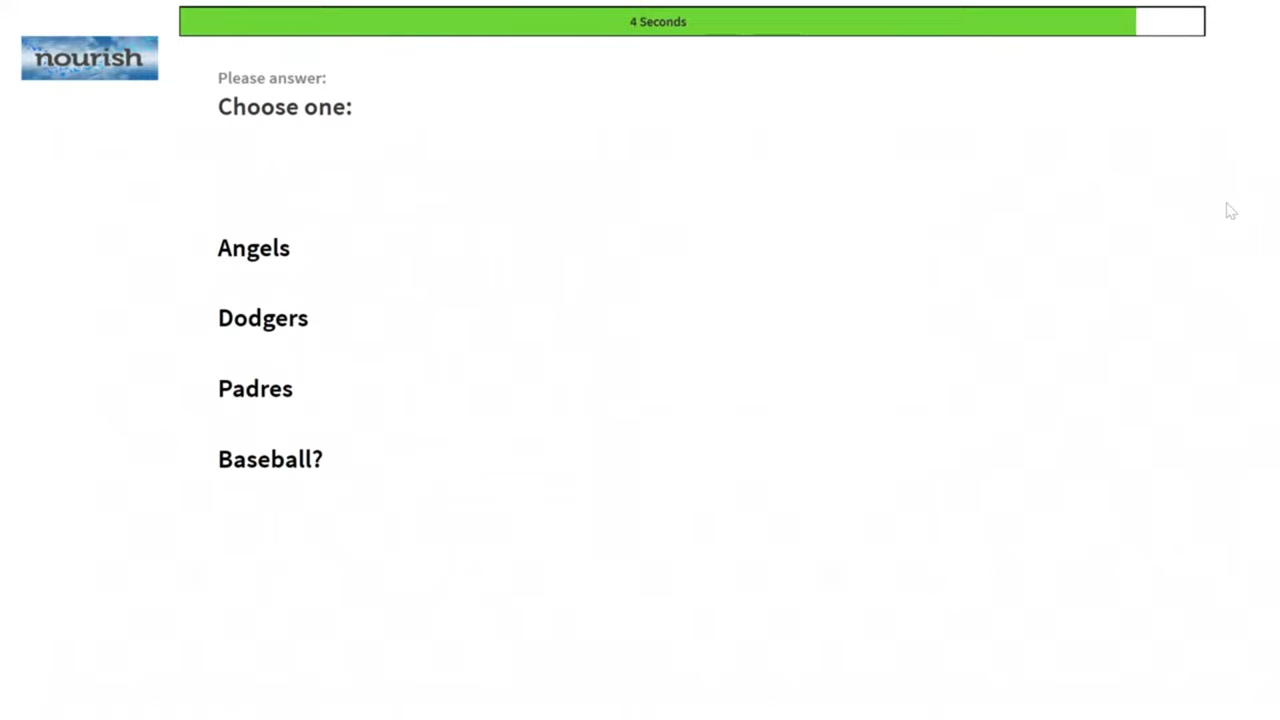 4 Seconds
nourish
Please answer:
Choose one:
Angels
Dodgers
Padres
Baseball?